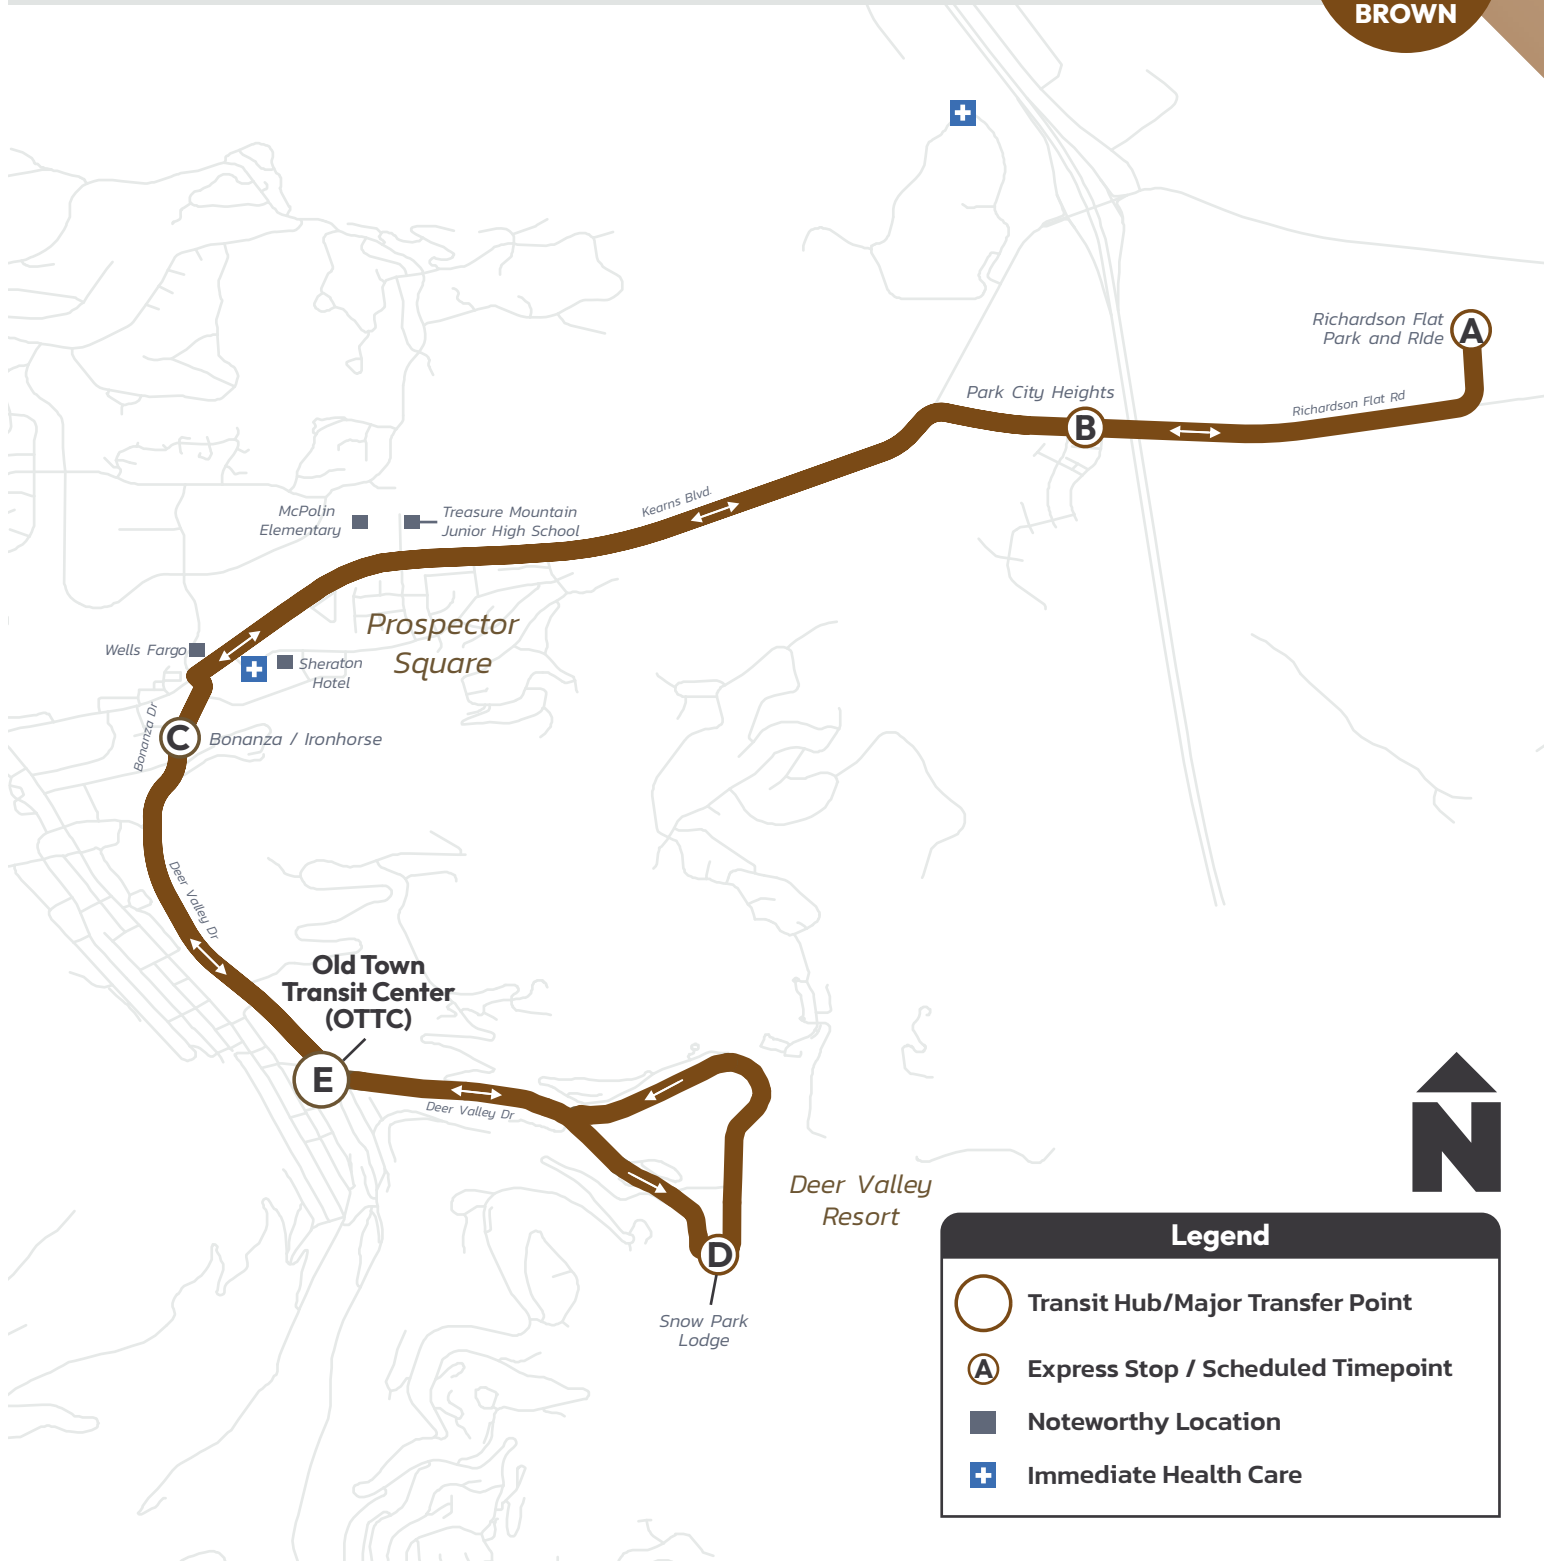 BROWN
Richardson Flat
Park and RIde
A
Park City Heights
Richardson Flat Rd
B
Kearns Blvd.
McPolin
Elementary
Treasure Mountain
Junior High School
Prospector
Square
Wells Fargo
Sheraton
Hotel
Bonanza Dr
C
Bonanza / Ironhorse
Deer Valley Dr
Old Town
Transit Center
(OTTC)
E
Deer Valley Dr
Deer Valley
Resort
D
Snow Park
Lodge
N
Legend
Transit Hub/Major Transfer Point
A
Express Stop / Scheduled Timepoint
Noteworthy Location
Immediate Health Care